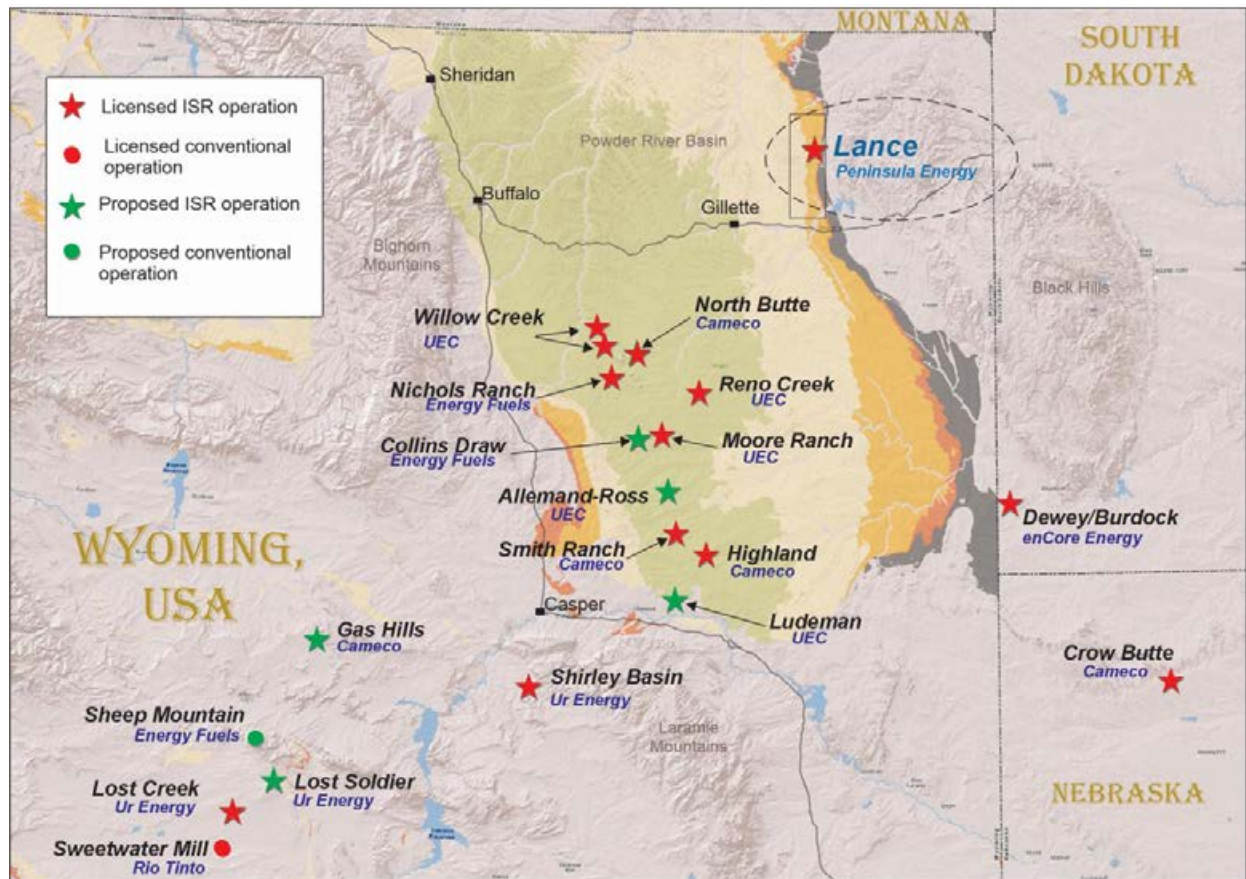 MONTANA
SOUTH
DAKOTA
Sheridan
Licensed ISR operation
Licensed conventional
operation
Proposed ISR operation
Proposed conventional
operation
Powder River Basin
Lance
Peninsula Energy
Buffalo
Gillette
Bighorn
Mountains
Black Hills
Willow Creek
UEC
North Butte
Cameco
Nichols Ranch
Energy Fuels
Reno Creek
UEC
Collins Draw
Energy Fuels
Moore Ranch
UEC
Allemand-Ross
UEC
Dewey/Burdock
enCore Energy
WYOMING,
USA
Smith Ranch
Cameco
Highland
Cameco
Casper
Ludeman
UEC
Gas Hills
Cameco
Crow Butte
Cameco
Shirley Basin
Ur Energy
Sheep Mountain
Energy Fuels
Laramie
Mountains
Lost Creek
Ur Energy
Lost Soldier
Ur Energy
NEBRASKA
Sweetwater Mill
Rio Tinto